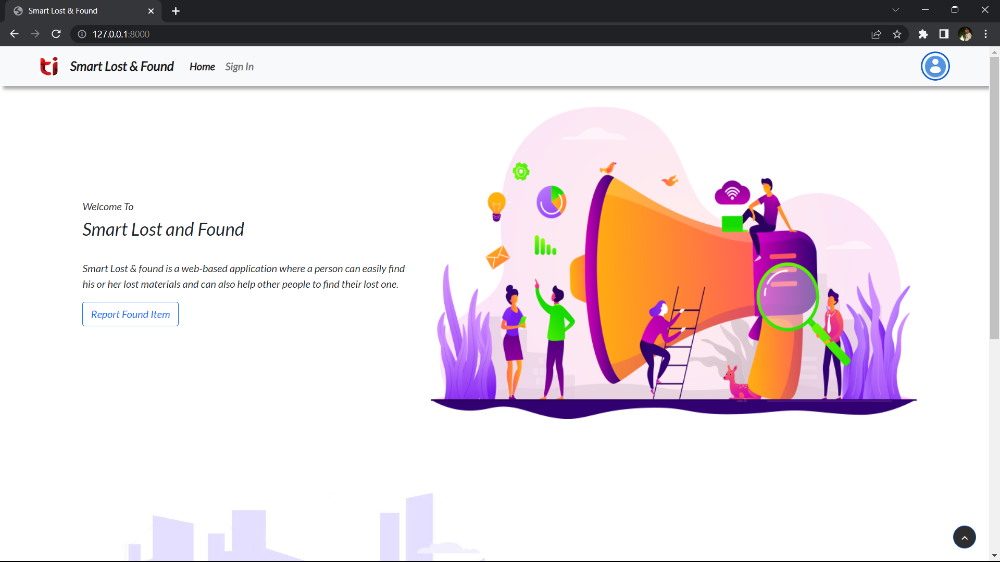 Smart Lost & Found
127.0.0.1:8000
ti Smart Lost & Found Home Sign In
Welcome To
Smart Lost and Found
Smart Lost & found is a web-based application where a person can easily find
his or her lost materials and can also help other people to find their lost one.
Report Found Item